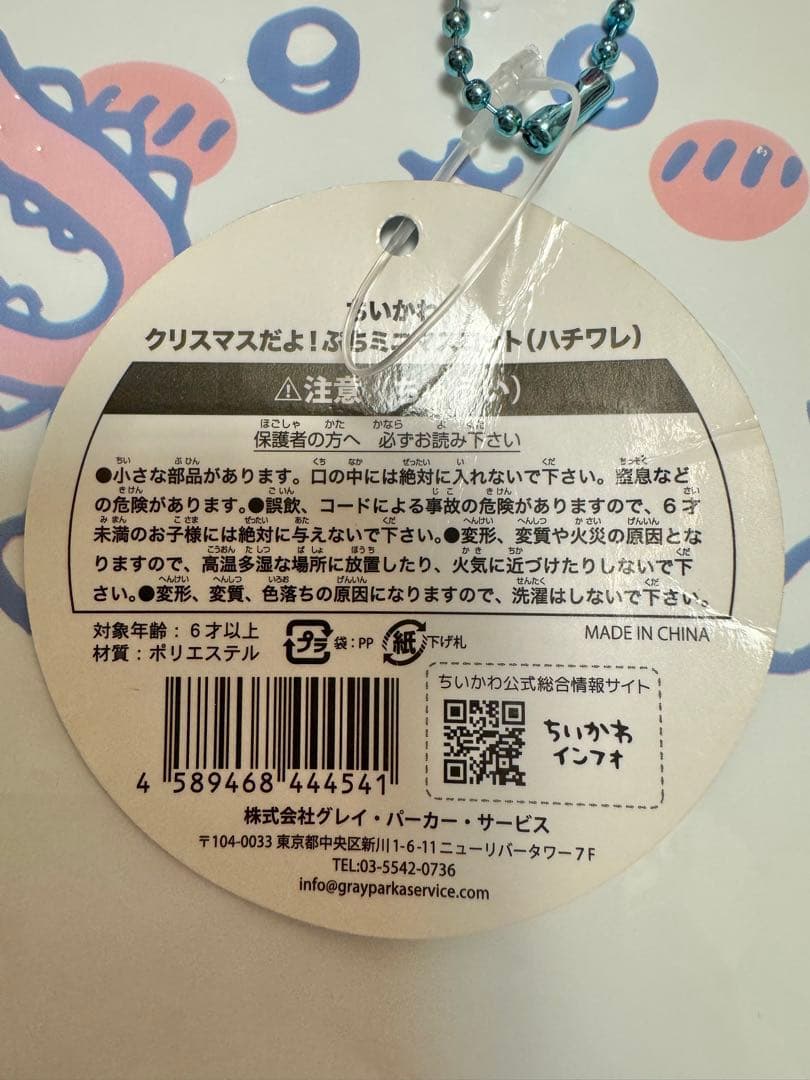 ちいかわ
クリスマスだよ!ぷちミニマスコット(ハチワレ)
⚠注意
保護者の方へ 必ずお読み下さい
●小さな部品があります。口の中には絶対に入れないで下さい。窒息など
の危険があります。●誤飲、コードによる事故の危険がありますので、6才
未満のお子様には絶対に与えないで下さい。●変形、変質や火災の原因とな
りますので、高温多湿な場所に放置したり、火気に近づけたりしないで下
さい。●変形、変質、色落ちの原因になりますので、洗濯はしないで下さい。
対象年齢:6才以上
材質:ポリエステル
プラ 袋:PP 紙 下げ札
MADE IN CHINA
ちいかわ公式総合情報サイト
ちいかわ
インフォ
4 589468 444541
株式会社グレイ・パーカー・サービス
〒104-0033 東京都中央区新川1-6-11 ニューリバータワー7F
TEL:03-5542-0736
info@grayparkaservice.com